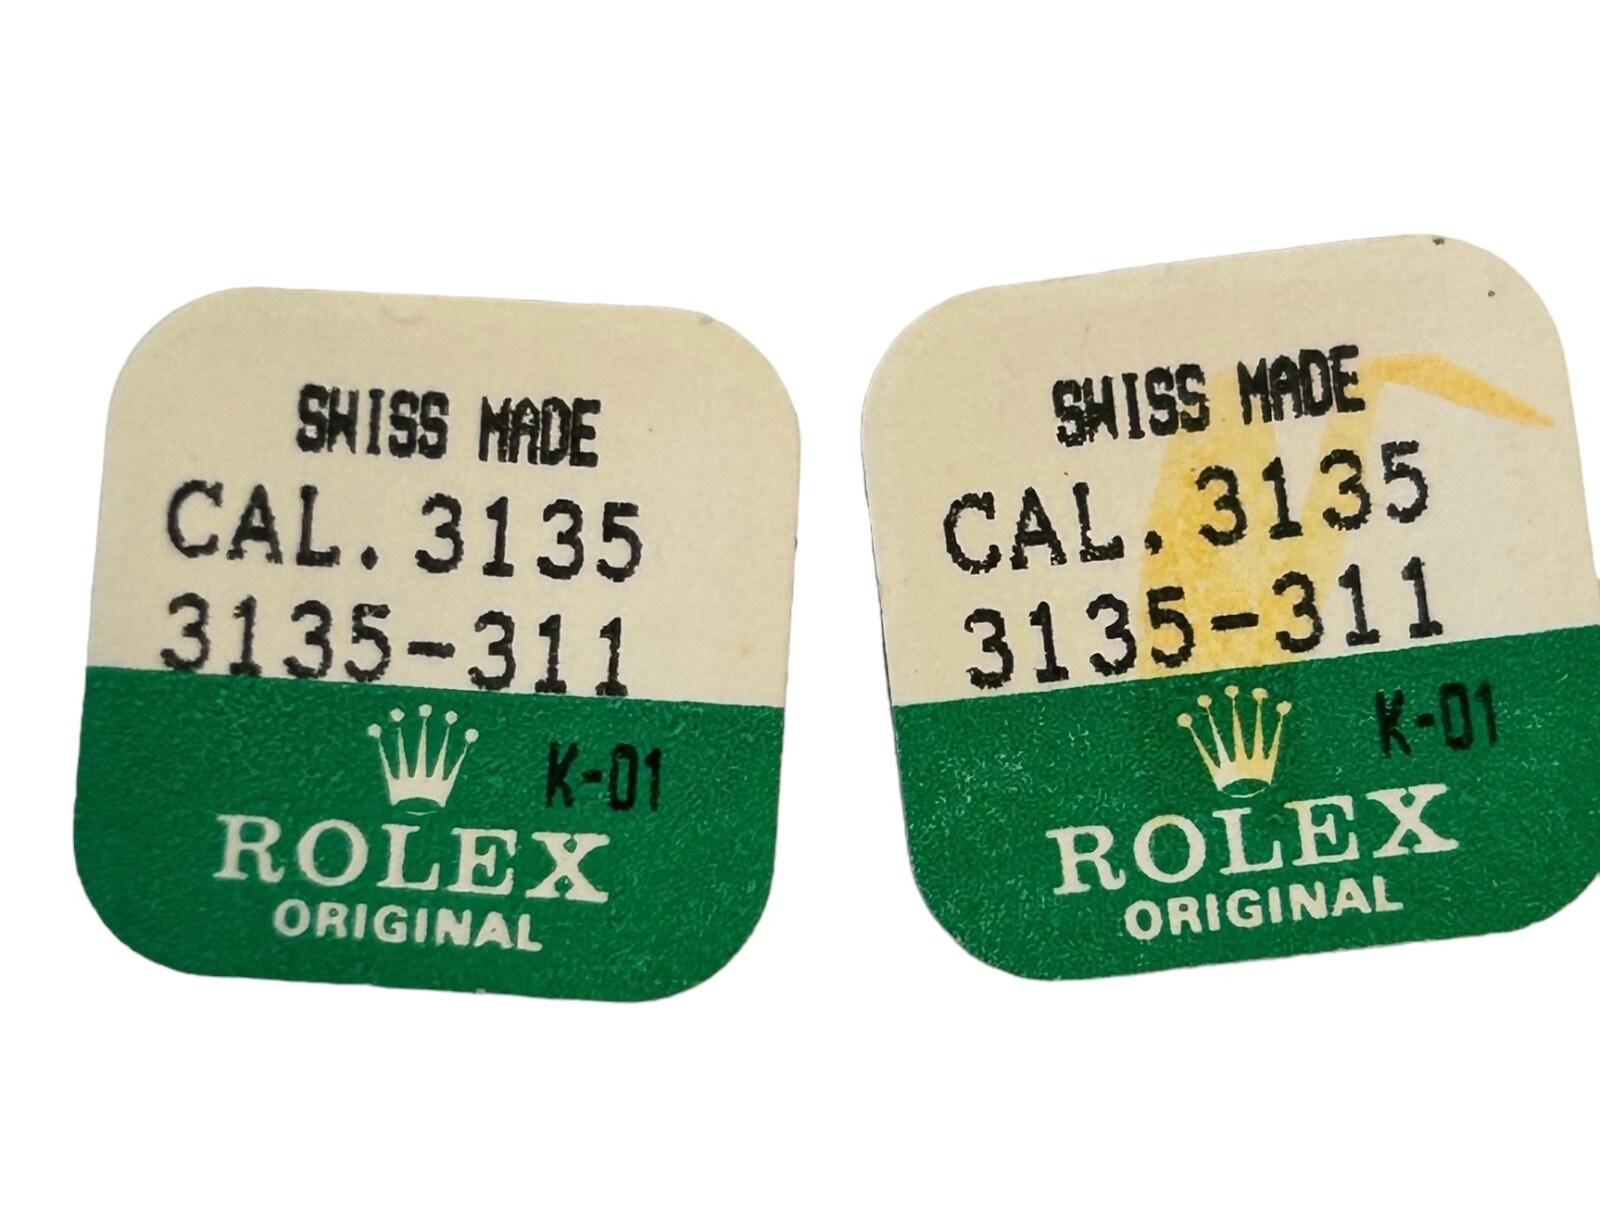 SWISS MADE
CAL. 3135
3135-311
K-01
ROLEX
ORIGINAL
SWISS MADE
CAL. 3135
3135-311
K-01
ROLEX
ORIGINAL